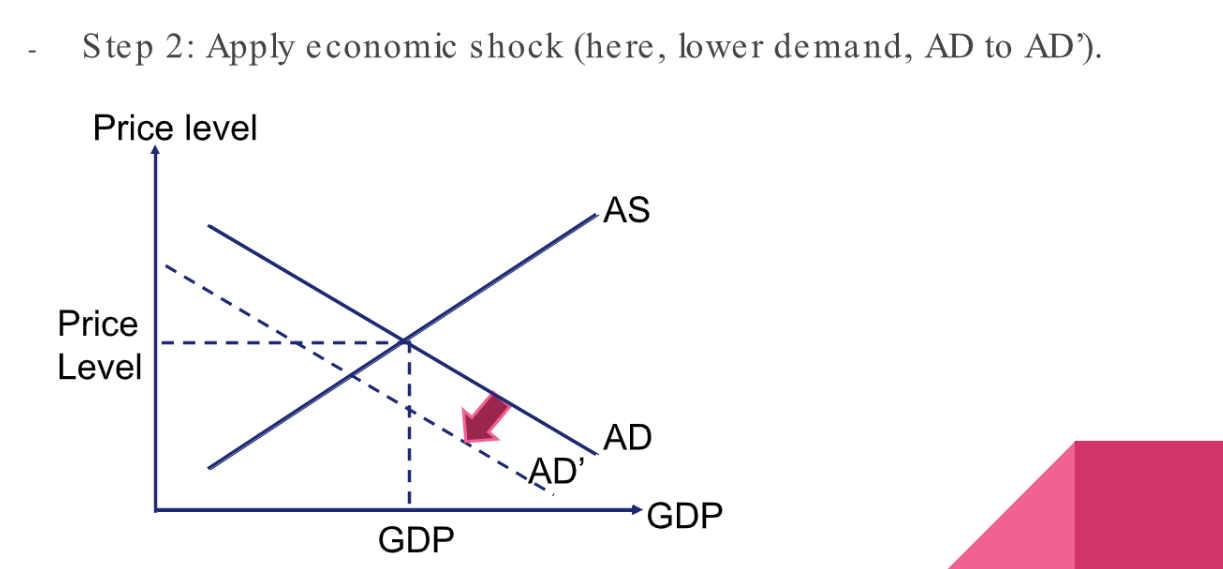 - Step 2: Apply economic shock (here, lower demand, AD to AD’).
Price level
AS
Price
Level
AD
AD’
GDP
GDP